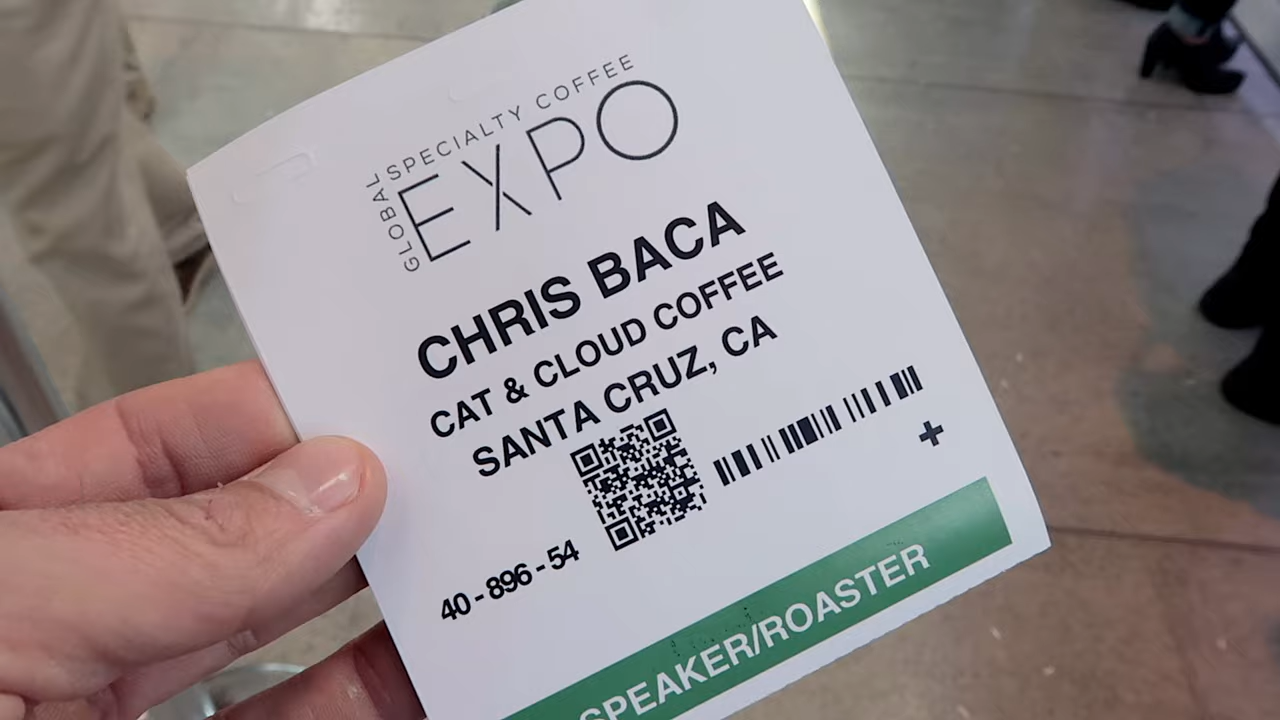 GLOBAL
SPECIALTY COFFEE
EXPO
CHRIS BACA
CAT & CLOUD COFFEE
SANTA CRUZ, CA
+
40-896-54
SPEAKER/ROASTER